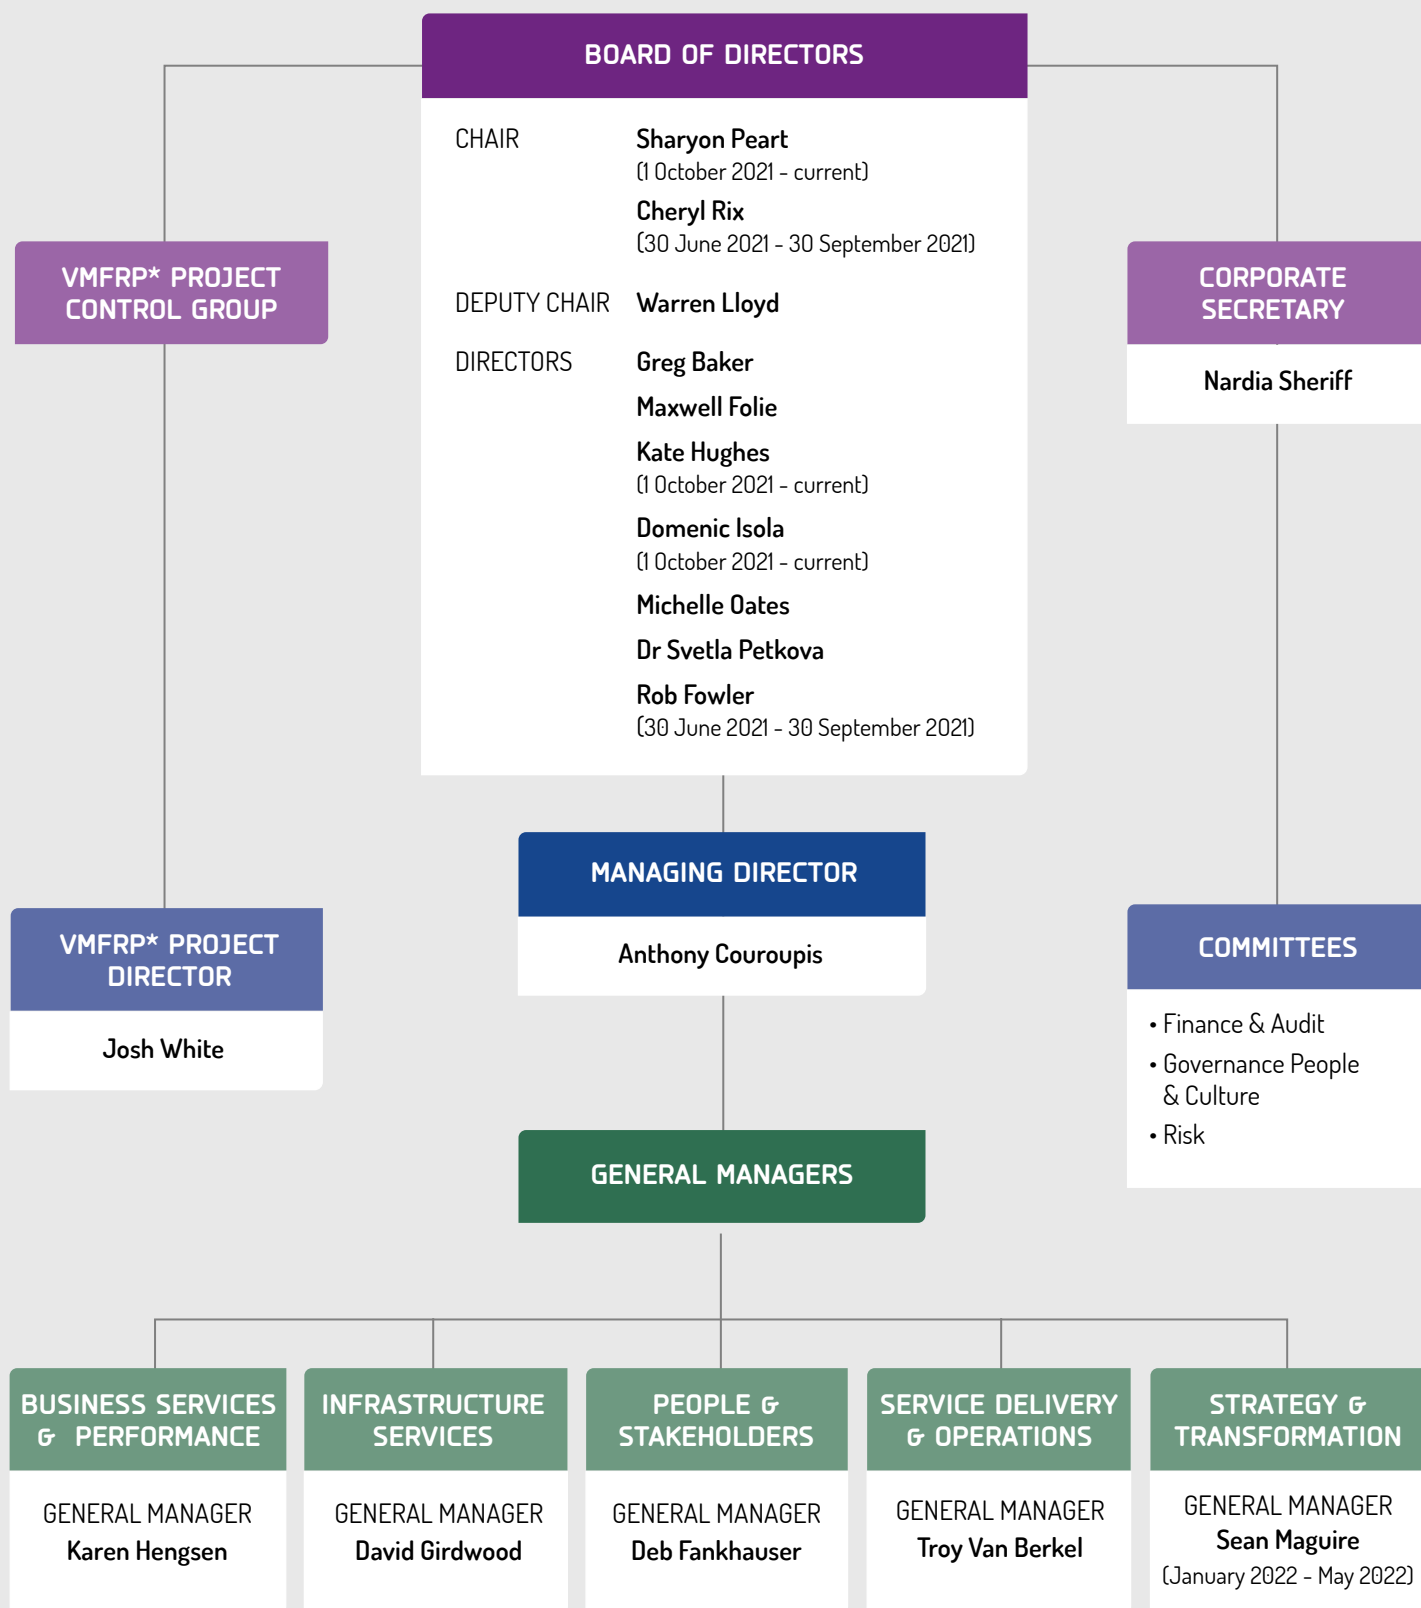 BOARD OF DIRECTORS
CHAIR Sharyon Peart
(1 October 2021 - current)
Cheryl Rix
(30 June 2021 - 30 September 2021)
DEPUTY CHAIR Warren Lloyd
DIRECTORS Greg Baker
Maxwell Folie
Kate Hughes
(1 October 2021 - current)
Domenic Isola
(1 October 2021 - current)
Michelle Oates
Dr Svetla Petkova
Rob Fowler
(30 June 2021 - 30 September 2021)
VMFRP* PROJECT
CONTROL GROUP
CORPORATE
SECRETARY
Nardia Sheriff
MANAGING DIRECTOR
Anthony Couroupis
VMFRP* PROJECT
DIRECTOR
Josh White
COMMITTEES
• Finance & Audit
• Governance People
& Culture
• Risk
GENERAL MANAGERS
BUSINESS SERVICES
& PERFORMANCE
GENERAL MANAGER
Karen Hengsen
INFRASTRUCTURE
SERVICES
GENERAL MANAGER
David Girdwood
PEOPLE &
STAKEHOLDERS
GENERAL MANAGER
Deb Fankhauser
SERVICE DELIVERY
& OPERATIONS
GENERAL MANAGER
Troy Van Berkel
STRATEGY &
TRANSFORMATION
GENERAL MANAGER
Sean Maguire
(January 2022 - May 2022)